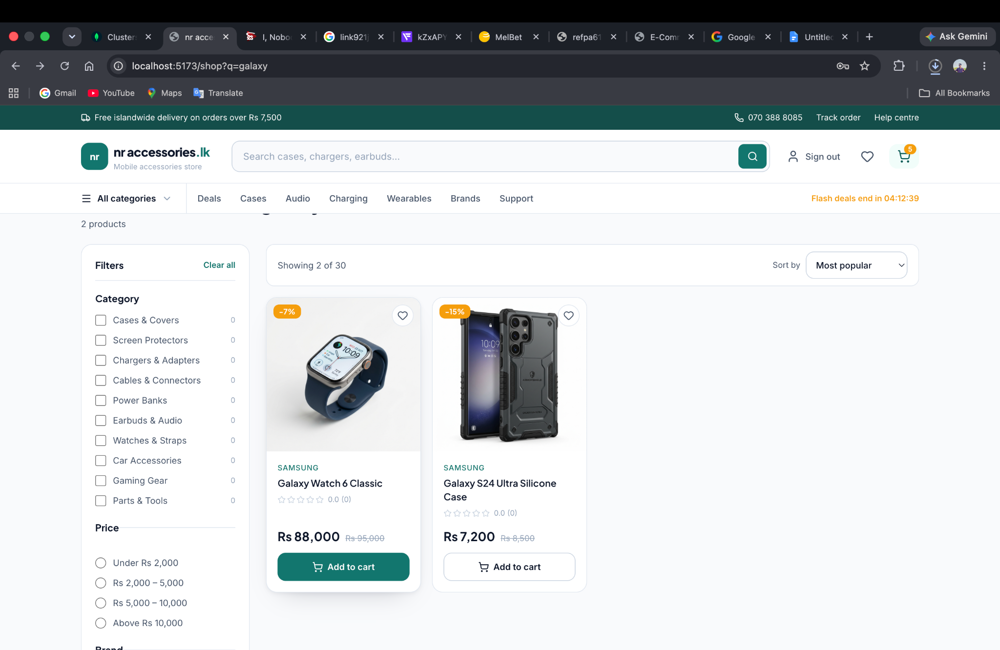 Clusters
nr acce
I, Nobo
link921j
kZxAPY
MelBet
refpa61
E-Com
Google
Untitled
Ask Gemini
localhost:5173/shop?q=galaxy
Gmail
YouTube
Maps
Translate
All Bookmarks
Free islandwide delivery on orders over Rs 7,500
070 388 8085
Track order
Help centre
nr
nr accessories.lk
Mobile accessories store
Search cases, chargers, earbuds...
Sign out
5
All categories
Deals
Cases
Audio
Charging
Wearables
Brands
Support
Flash deals end in 04:12:39
2 products
Filters
Clear all
Category
Cases & Covers 0
Screen Protectors 0
Chargers & Adapters 0
Cables & Connectors 0
Power Banks 0
Earbuds & Audio 0
Watches & Straps 0
Car Accessories 0
Gaming Gear 0
Parts & Tools 0
Price
Under Rs 2,000
Rs 2,000 – 5,000
Rs 5,000 – 10,000
Above Rs 10,000
Brand
Showing 2 of 30
Sort by
Most popular
-7%
10:09
SAMSUNG
Galaxy Watch 6 Classic
0.0 (0)
Rs 88,000 Rs 95,000
Add to cart
-15%
10:09
SAMSUNG
Galaxy S24 Ultra Silicone
Case
0.0 (0)
Rs 7,200 Rs 8,500
Add to cart